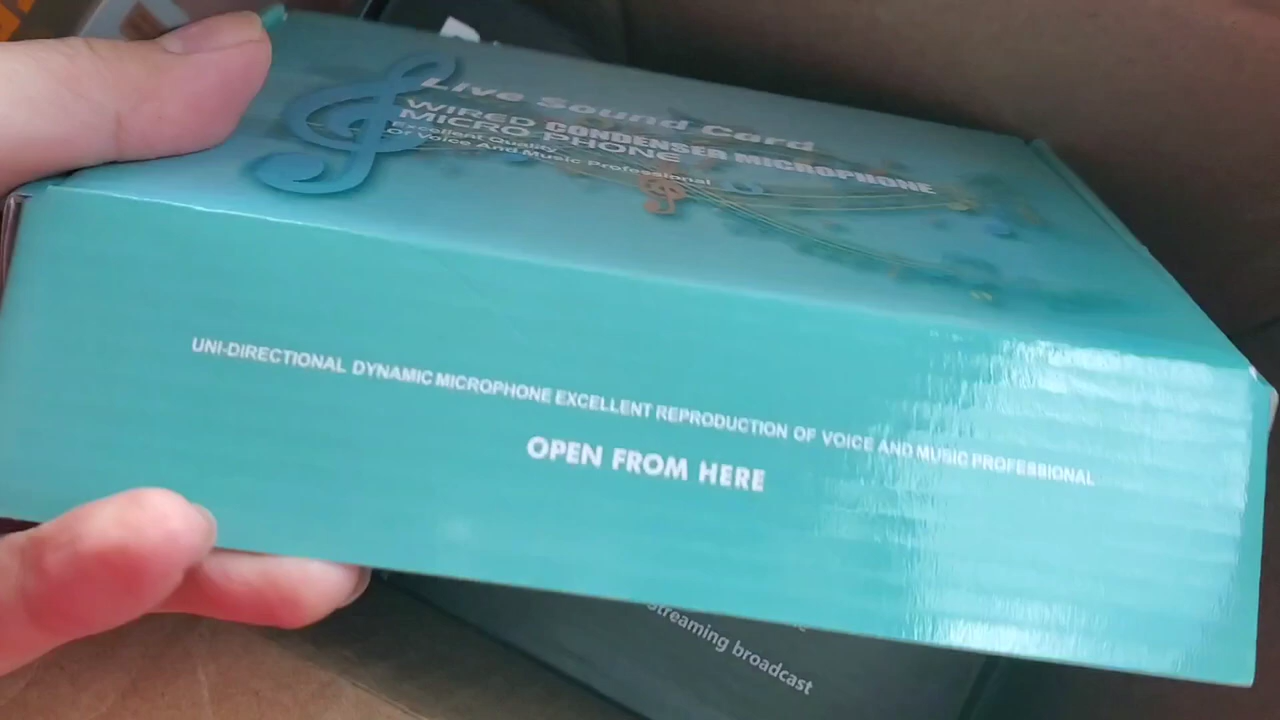 Live Sound Card
WIRED CONDENSER MICROPHONE
MICRO PHONE
Excellent Quality
Of Voice And Music Professional
UNI-DIRECTIONAL DYNAMIC MICROPHONE EXCELLENT REPRODUCTION OF VOICE AND MUSIC PROFESSIONAL
OPEN FROM HERE
streaming broadcast